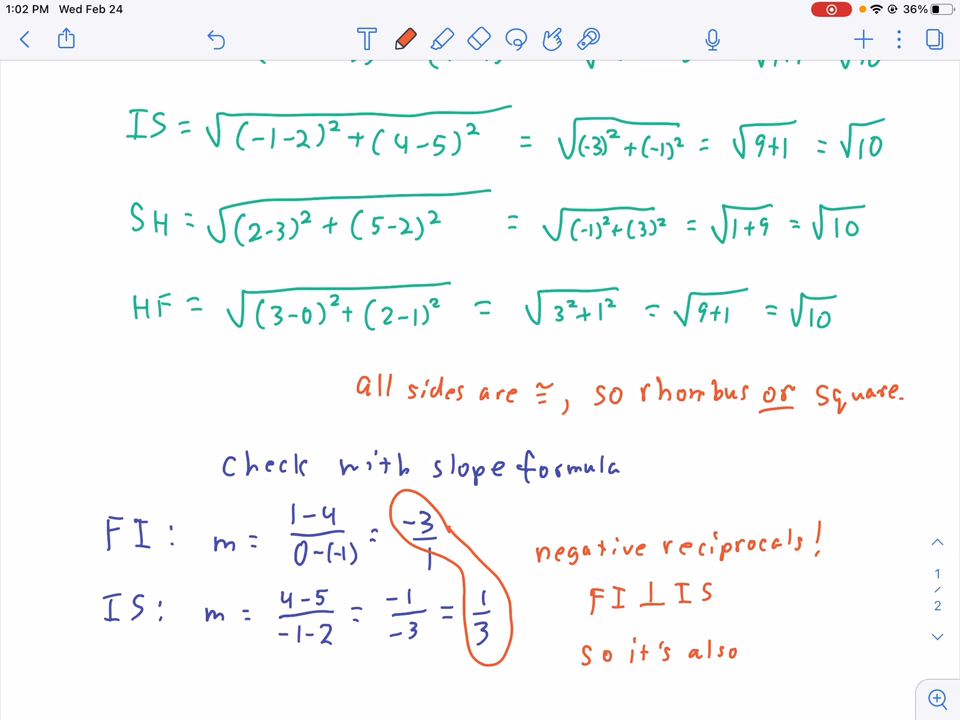 1:02 PM Wed Feb 24
36%
IS = √(-1-2)² + (4-5)² = √(-3)² + (-1)² = √9+1 = √10
SH = √(2-3)² + (5-2)² = √(-1)² + (3)² = √1+9 = √10
HF = √(3-0)² + (2-1)² = √3²+1² = √9+1 = √10
all sides are ≅, so rhombus or square.
Check with slope formula
FI: m = 1-4 / 0-(-1) = -3 / 1
negative reciprocals!
FI ⊥ IS
IS: m = 4-5 / -1-2 = -1 / -3 = 1 / 3
So it's also
1 / 2